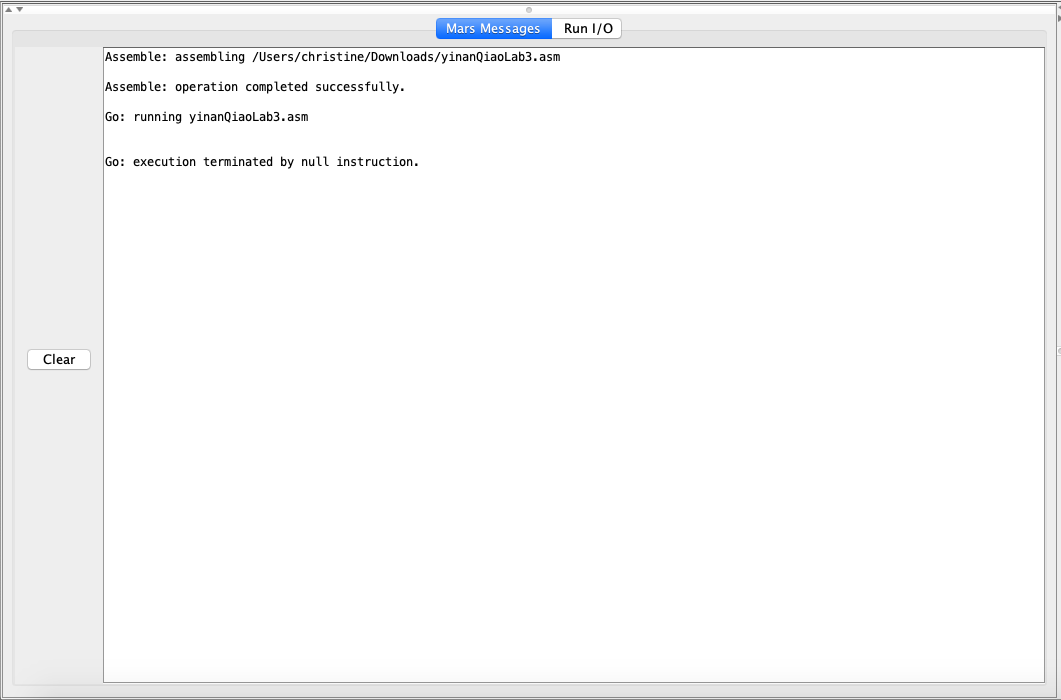 Mars Messages Run I/O
Assemble: assembling /Users/christine/Downloads/yinanQiaoLab3.asm
Assemble: operation completed successfully.
Go: running yinanQiaoLab3.asm
Go: execution terminated by null instruction.
Clear